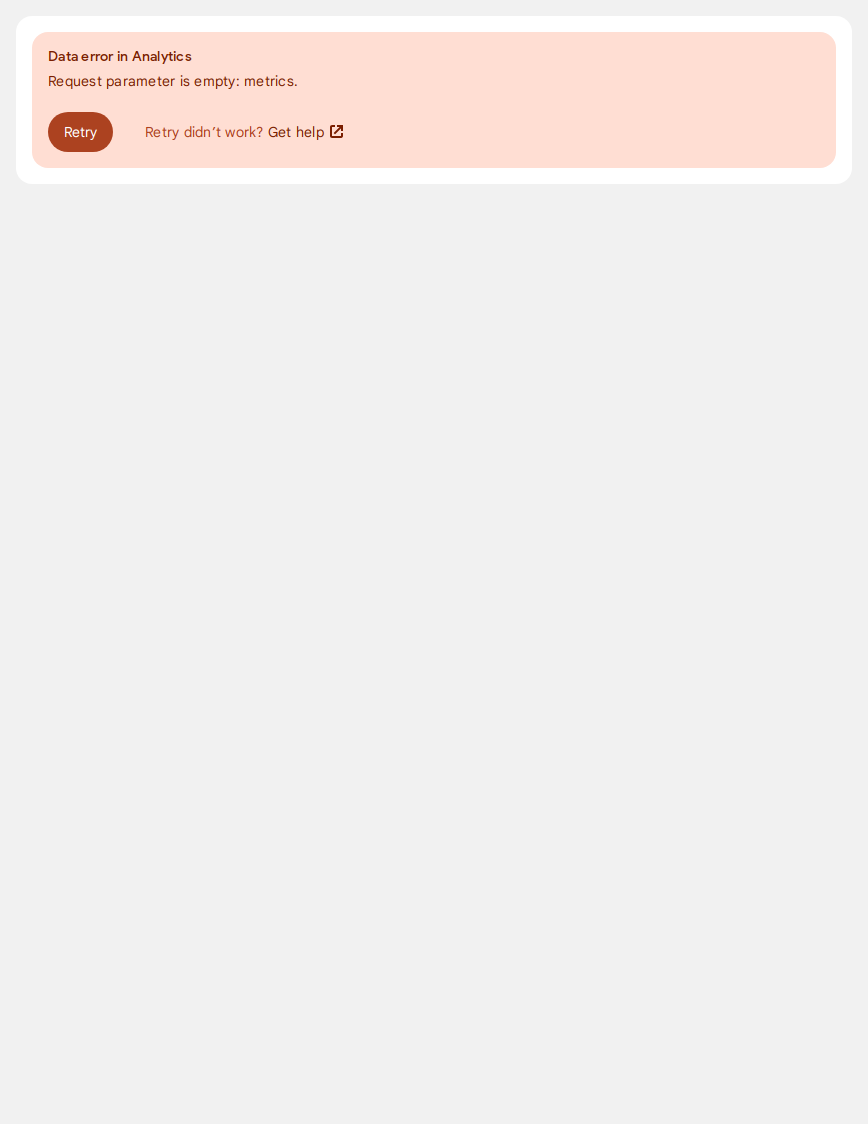 Data error in Analytics
Request parameter is empty: metrics.
Retry
Retry didn’t work? Get help